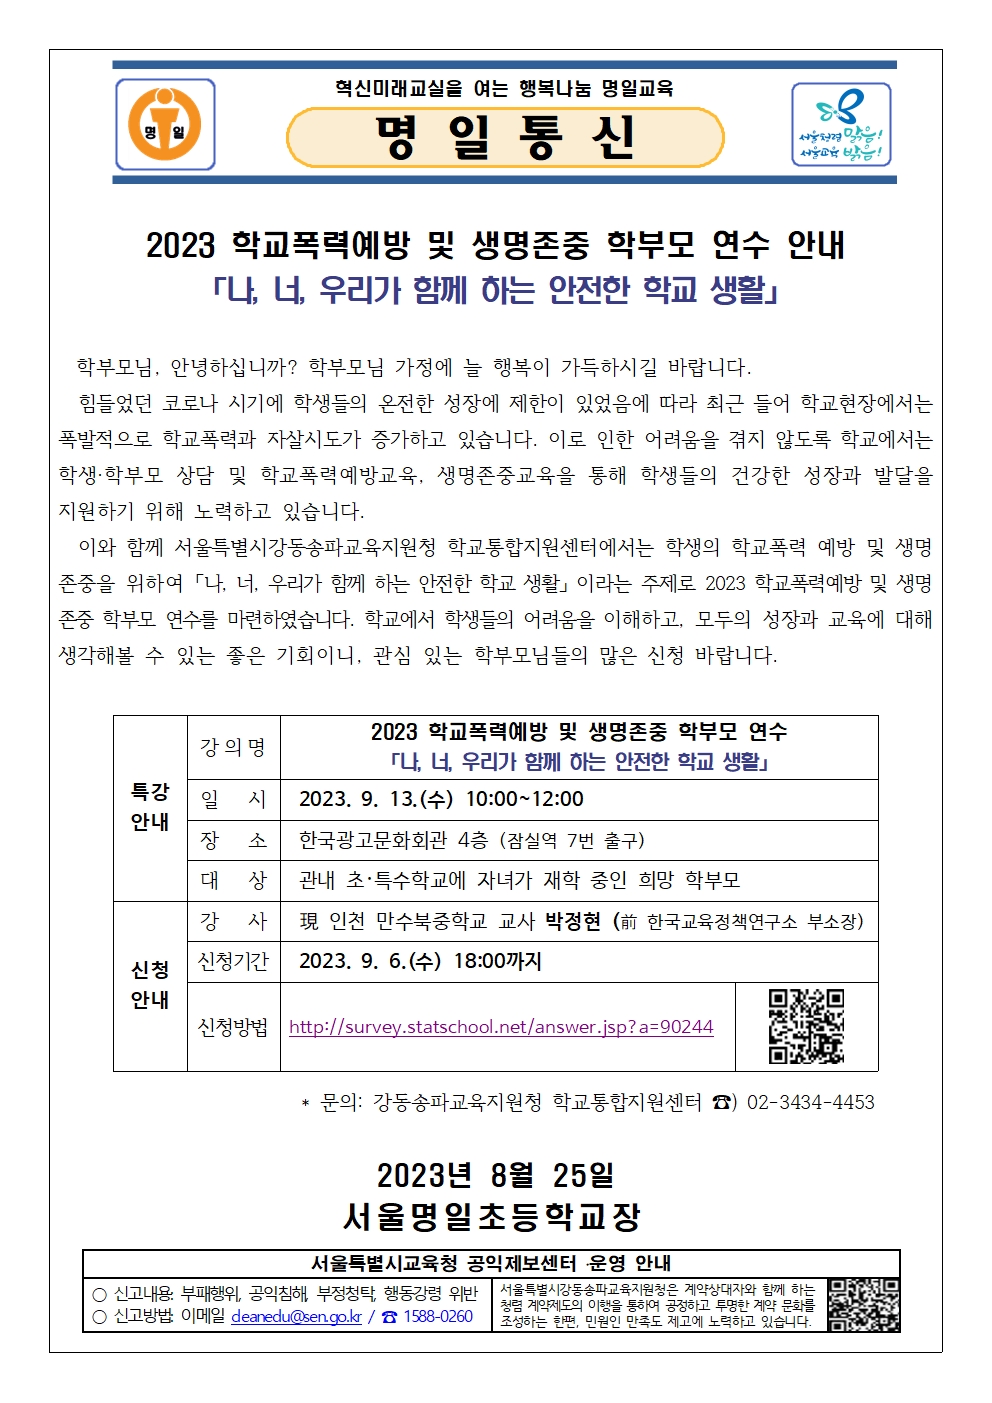 혁신미래교실을 여는 행복나눔 명일교육
명 일
명 일 통 신
서울청렴 맑음!
서울교육 밝음!
2023 학교폭력예방 및 생명존중 학부모 연수 안내
「나, 너, 우리가 함께 하는 안전한 학교 생활」
학부모님, 안녕하십니까? 학부모님 가정에 늘 행복이 가득하시길 바랍니다.
힘들었던 코로나 시기에 학생들의 온전한 성장에 제한이 있었음에 따라 최근 들어 학교현장에서는
폭발적으로 학교폭력과 자살시도가 증가하고 있습니다. 이로 인한 어려움을 겪지 않도록 학교에서는
학생·학부모 상담 및 학교폭력예방교육, 생명존중교육을 통해 학생들의 건강한 성장과 발달을
지원하기 위해 노력하고 있습니다.
이와 함께 서울특별시강동송파교육지원청 학교통합지원센터에서는 학생의 학교폭력 예방 및 생명
존중을 위하여 「나, 너, 우리가 함께 하는 안전한 학교 생활」이라는 주제로 2023 학교폭력예방 및 생명
존중 학부모 연수를 마련하였습니다. 학교에서 학생들의 어려움을 이해하고, 모두의 성장과 교육에 대해
생각해볼 수 있는 좋은 기회이니, 관심 있는 학부모님들의 많은 신청 바랍니다.
특강 안내
강 의 명
2023 학교폭력예방 및 생명존중 학부모 연수
「나, 너, 우리가 함께 하는 안전한 학교 생활」
일 시 2023. 9. 13.(수) 10:00~12:00
장 소 한국광고문화회관 4층 (잠실역 7번 출구)
대 상 관내 초·특수학교에 자녀가 재학 중인 희망 학부모
신청 안내
강 사 現 인천 만수북중학교 교사 박정현 (前 한국교육정책연구소 부소장)
신청기간 2023. 9. 6.(수) 18:00까지
신청방법 http://survey.statschool.net/answer.jsp?a=90244
* 문의: 강동송파교육지원청 학교통합지원센터 ☎) 02-3434-4453
2023년 8월 25일
서울명일초등학교장
서울특별시교육청 공익제보센터 운영 안내
○ 신고내용: 부패행위, 공익침해, 부정청탁, 행동강령 위반
○ 신고방법: 이메일 cleanedu@sen.go.kr / ☎ 1588-0260
서울특별시강동송파교육지원청은 계약상대자와 함께 하는
청렴 계약제도의 이행을 통하여 공정하고 투명한 계약 문화를
조성하는 한편, 민원인 만족도 제고에 노력하고 있습니다.